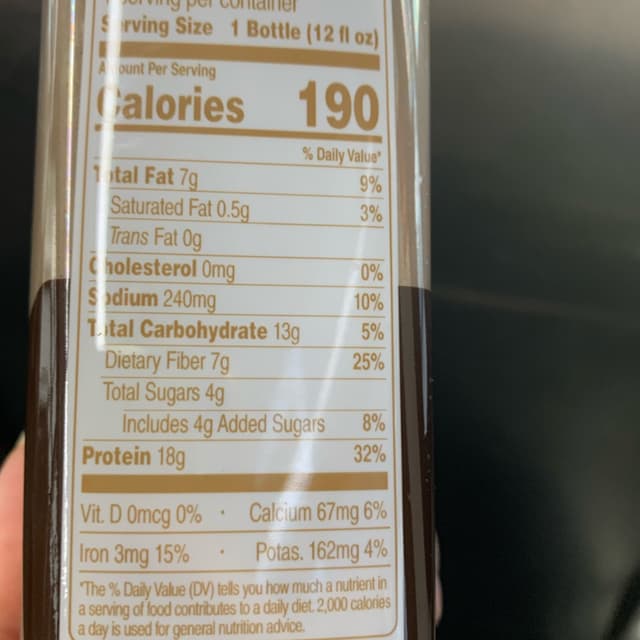 serving per container
Serving Size 1 Bottle (12 fl oz)
Amount Per Serving
Calories 190
% Daily Value*
Total Fat 7g 9%
Saturated Fat 0.5g 3%
Trans Fat 0g
Cholesterol 0mg 0%
Sodium 240mg 10%
Total Carbohydrate 13g 5%
Dietary Fiber 7g 25%
Total Sugars 4g
Includes 4g Added Sugars 8%
Protein 18g 32%
Vit. D 0mcg 0% · Calcium 67mg 6%
Iron 3mg 15% · Potas. 162mg 4%
*The % Daily Value (DV) tells you how much a nutrient in
a serving of food contributes to a daily diet. 2,000 calories
a day is used for general nutrition advice.